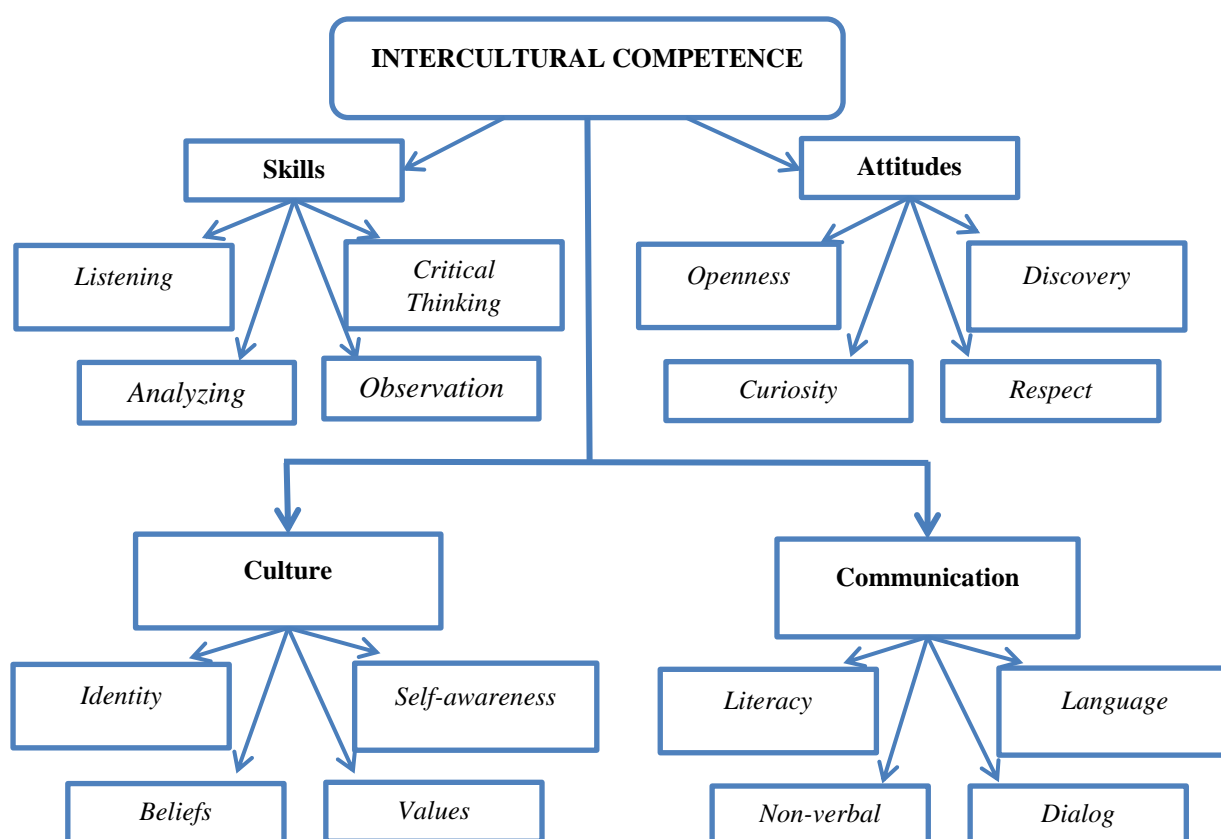 INTERCULTURAL COMPETENCE
Skills
Attitudes
Listening
Critical
Thinking
Openness
Discovery
Analyzing
Observation
Curiosity
Respect
Culture
Communication
Identity
Self-awareness
Literacy
Language
Beliefs
Values
Non-verbal
Dialog